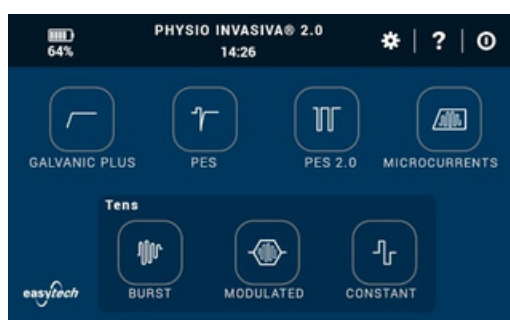 PHYSIO INVASIVA® 2.0
64% 14:26 ?
GALVANIC PLUS PES PES 2.0 MICROCURRENTS
Tens
BURST MODULATED CONSTANT
easytech